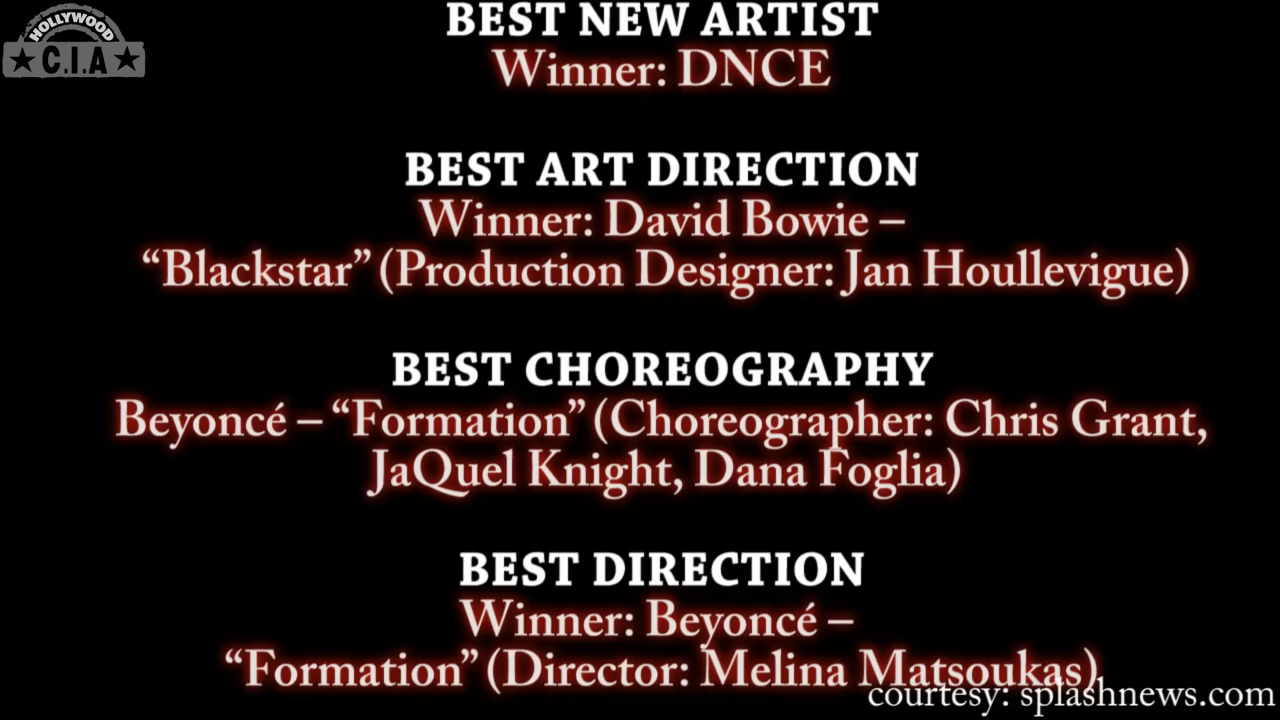 HOLLYWOOD
C.I.A
BEST NEW ARTIST
Winner: DNCE
BEST ART DIRECTION
Winner: David Bowie –
“Blackstar” (Production Designer: Jan Houllevigue)
BEST CHOREOGRAPHY
Beyoncé – “Formation” (Choreographer: Chris Grant,
JaQuel Knight, Dana Foglia)
BEST DIRECTION
Winner: Beyoncé –
“Formation” (Director: Melina Matsoukas)
courtesy: splashnews.com